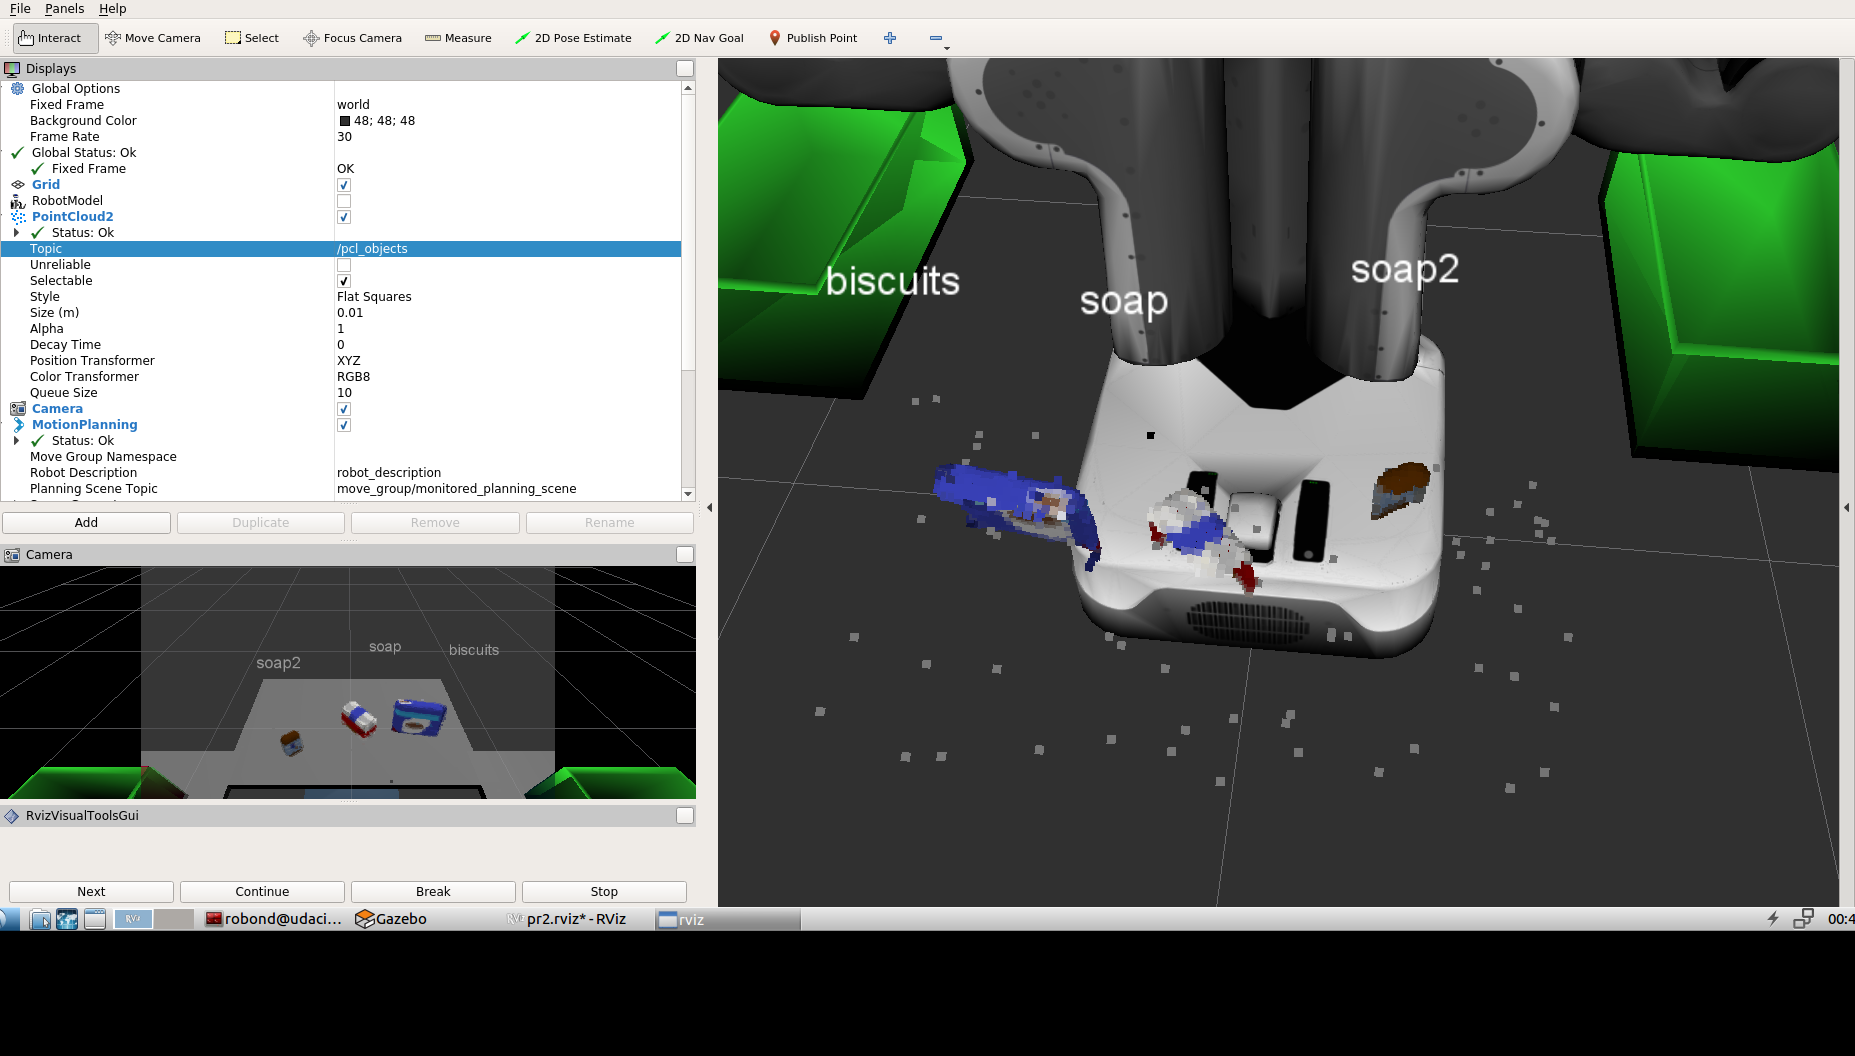 File Panels Help
Interact Move Camera Select Focus Camera Measure 2D Pose Estimate 2D Nav Goal Publish Point
Displays
Global Options
Fixed Frame world
Background Color 48; 48; 48
Frame Rate 30
Global Status: Ok
Fixed Frame OK
Grid
RobotModel
PointCloud2
Status: Ok
Topic /pcl_objects
Unreliable
Selectable
Style Flat Squares
Size (m) 0.01
Alpha 1
Decay Time 0
Position Transformer XYZ
Color Transformer RGB8
Queue Size 10
Camera
MotionPlanning
Status: Ok
Move Group Namespace
Robot Description robot_description
Planning Scene Topic move_group/monitored_planning_scene
Add Duplicate Remove Rename
Camera
soap2 soap biscuits
RvizVisualToolsGui
Next Continue Break Stop
biscuits soap soap2
RViz robond@udaci... Gazebo RViz pr2.rviz* - RViz rviz 00:4